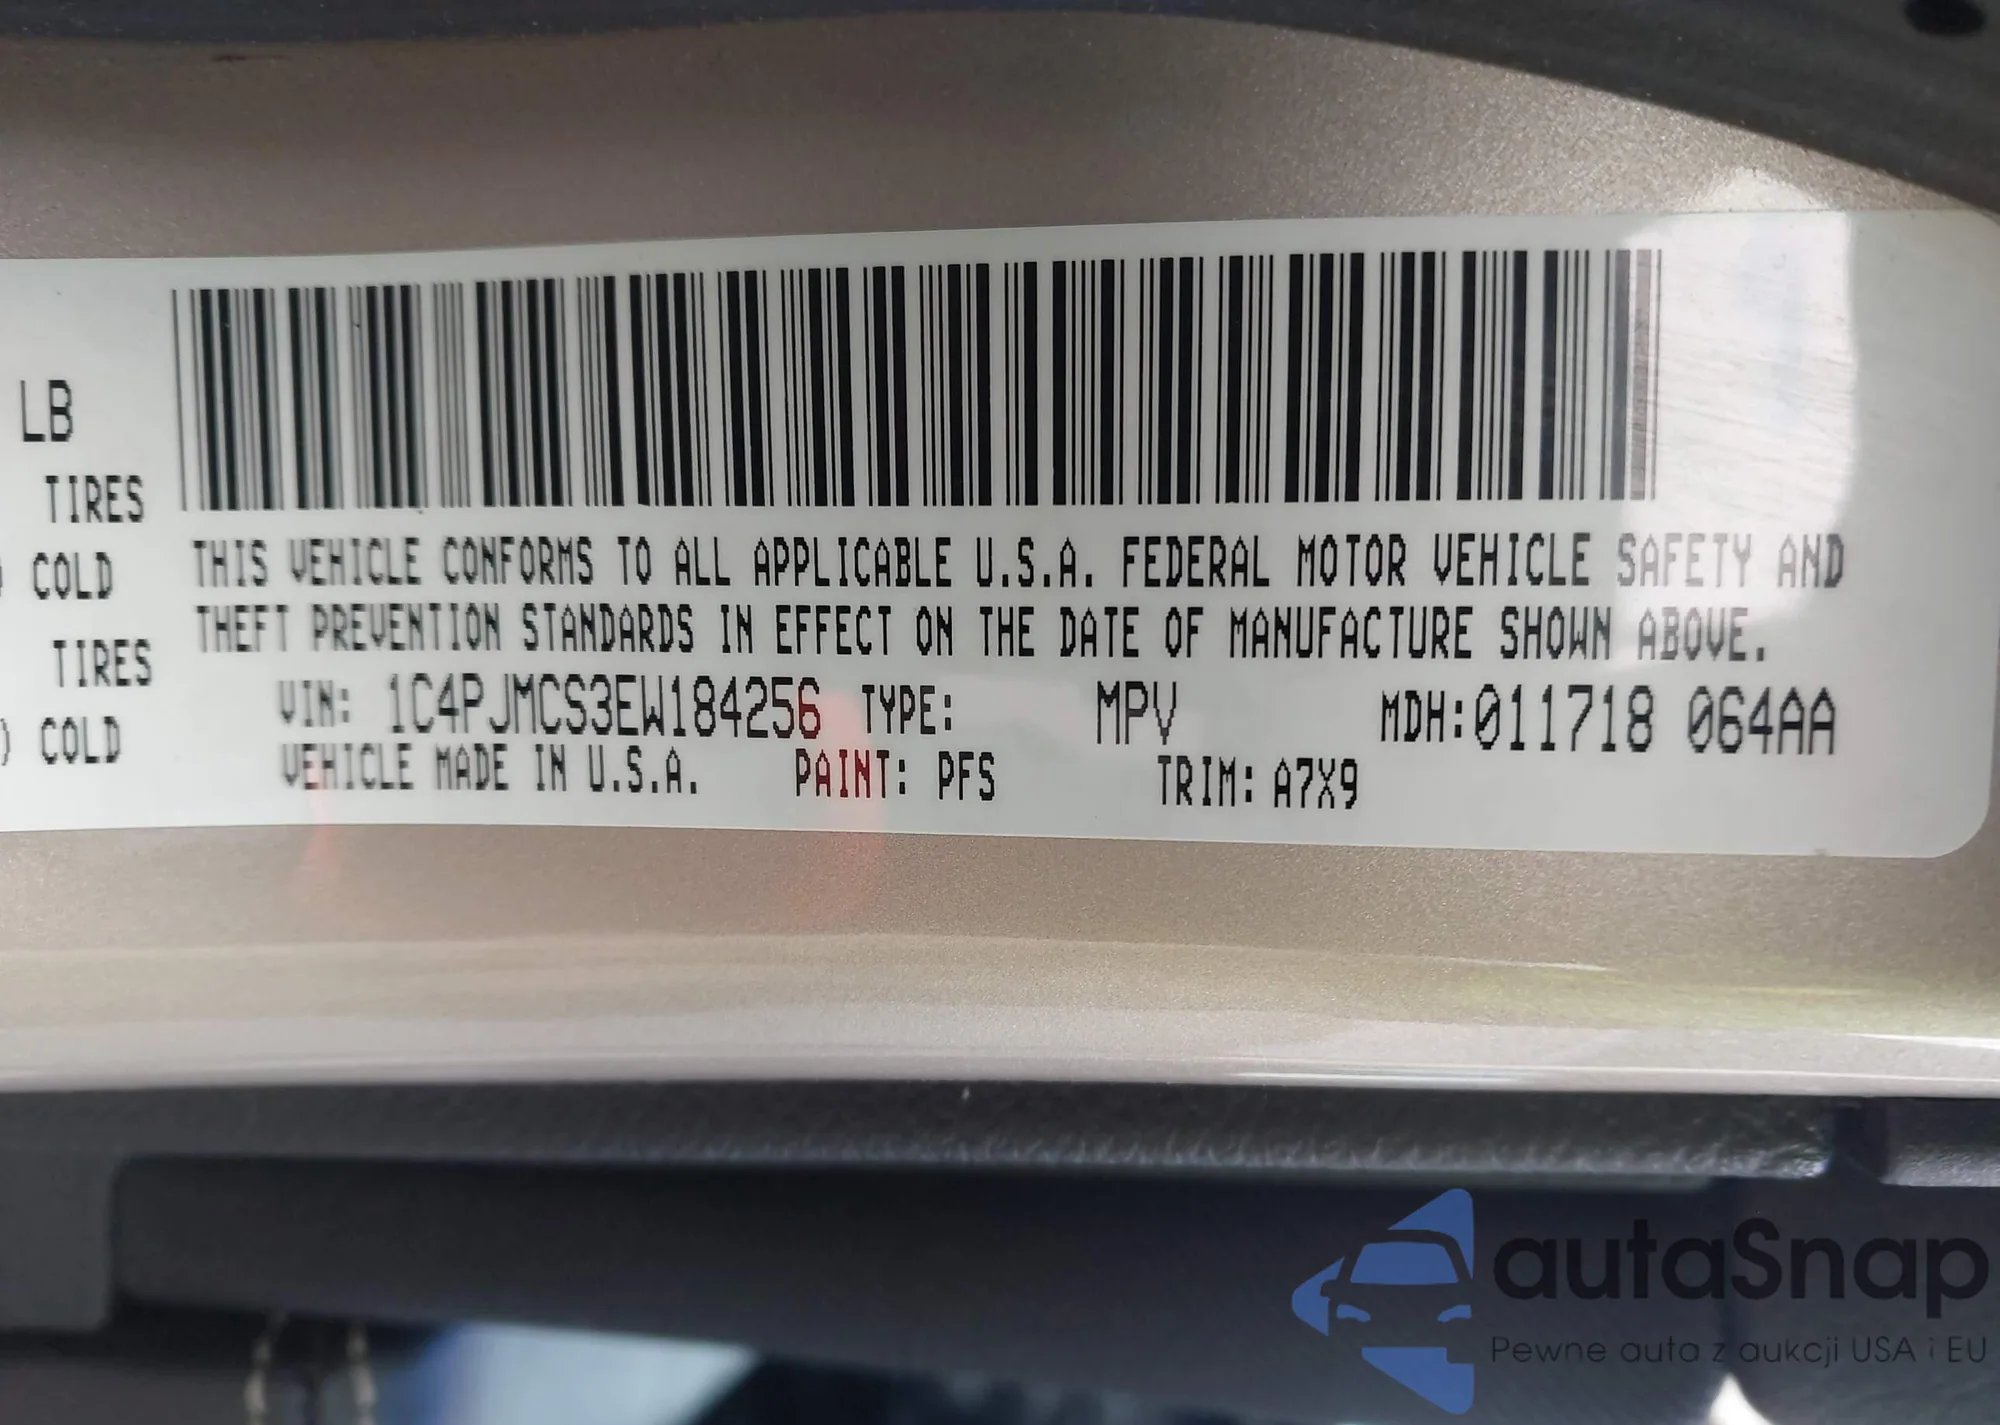 LB
TIRES
COLD
TIRES
) COLD
THIS VEHICLE CONFORMS TO ALL APPLICABLE U.S.A. FEDERAL MOTOR VEHICLE SAFETY AND
THEFT PREVENTION STANDARDS IN EFFECT ON THE DATE OF MANUFACTURE SHOWN ABOVE.
VIN: 1C4PJMCS3EW184256 TYPE: MPV MDH:011718 064AA
VEHICLE MADE IN U.S.A. PAINT: PFS TRIM: A7X9
autaSnap
Pewne auta z aukcji USA i EU